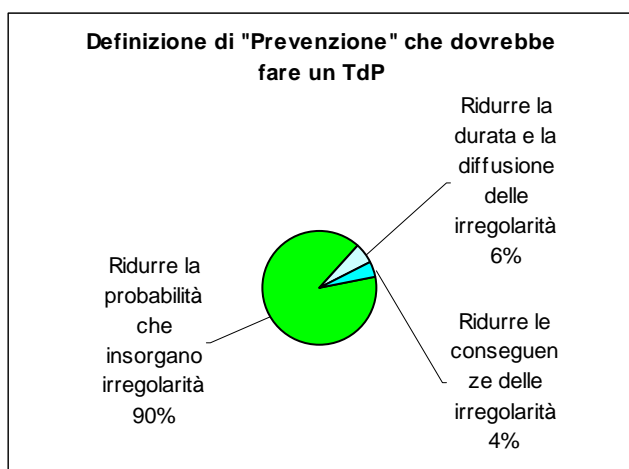 Definizione di "Prevenzione" che dovrebbe
fare un TdP
Ridurre la
durata e la
diffusione
delle
irregolarità
6%
Ridurre la
probabilità
che
insorgano
irregolarità
90%
Ridurre le
conseguen
ze delle
irregolarità
4%